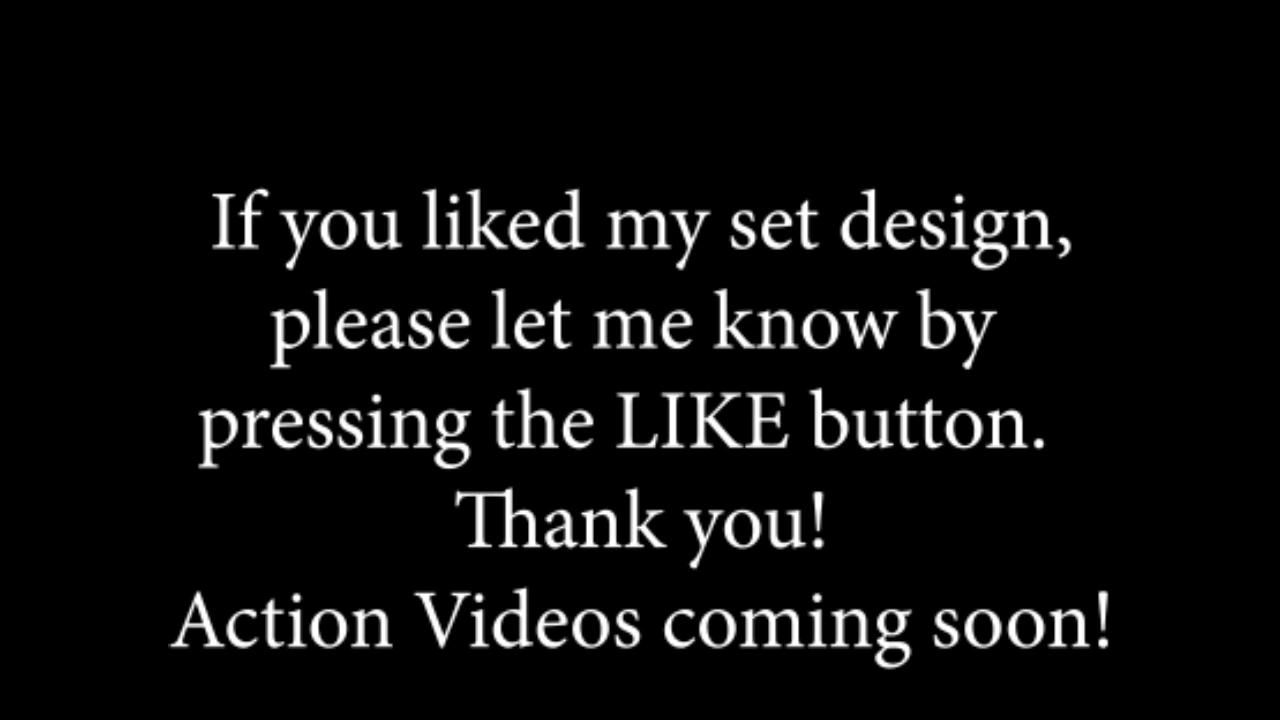 If you liked my set design,
please let me know by
pressing the LIKE button.
Thank you!
Action Videos coming soon!